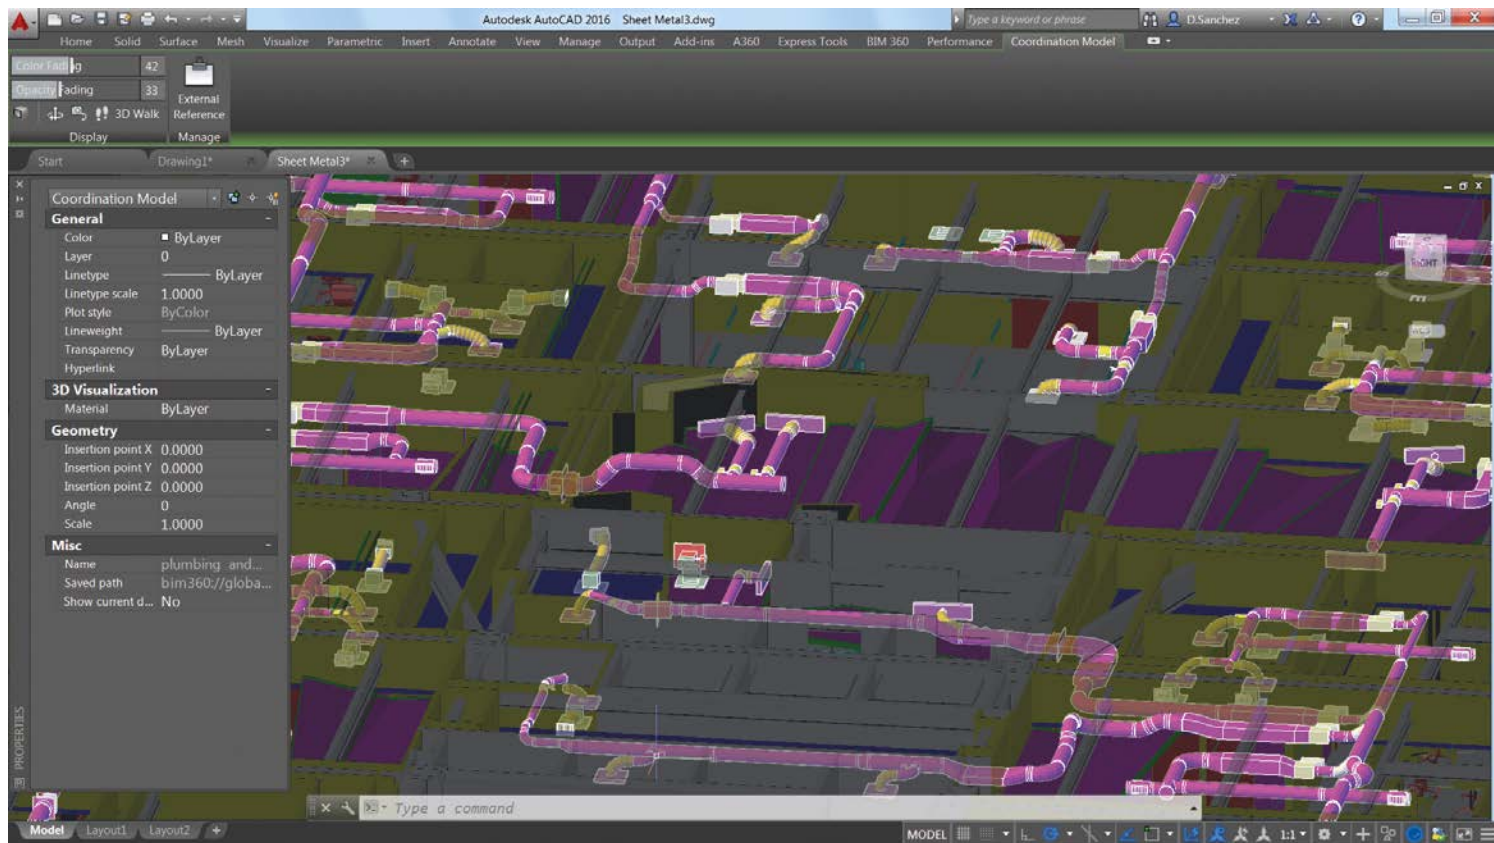 Autodesk AutoCAD 2016 Sheet Metal3.dwg
Type a keyword or phrase
D.Sanchez
Home Solid Surface Mesh Visualize Parametric Insert Annotate View Manage Output Add-ins A360 Express Tools BIM 360 Performance Coordination Model
Color Fading 42
Opacity Fading 33
3D Walk
External
Reference
Display Manage
Start Drawing1* Sheet Metal3*
Coordination Model
General
Color ByLayer
Layer 0
Linetype ByLayer
Linetype scale 1.0000
Plot style ByColor
Lineweight ByLayer
Transparency ByLayer
Hyperlink
3D Visualization
Material ByLayer
Geometry
Insertion point X 0.0000
Insertion point Y 0.0000
Insertion point Z 0.0000
Angle 0
Scale 1.0000
Misc
Name plumbing and...
Saved path bim360://globa...
Show current d... No
PROPERTIES
RIGHT
WCS
Type a command
Model Layout1 Layout2
MODEL 1:1